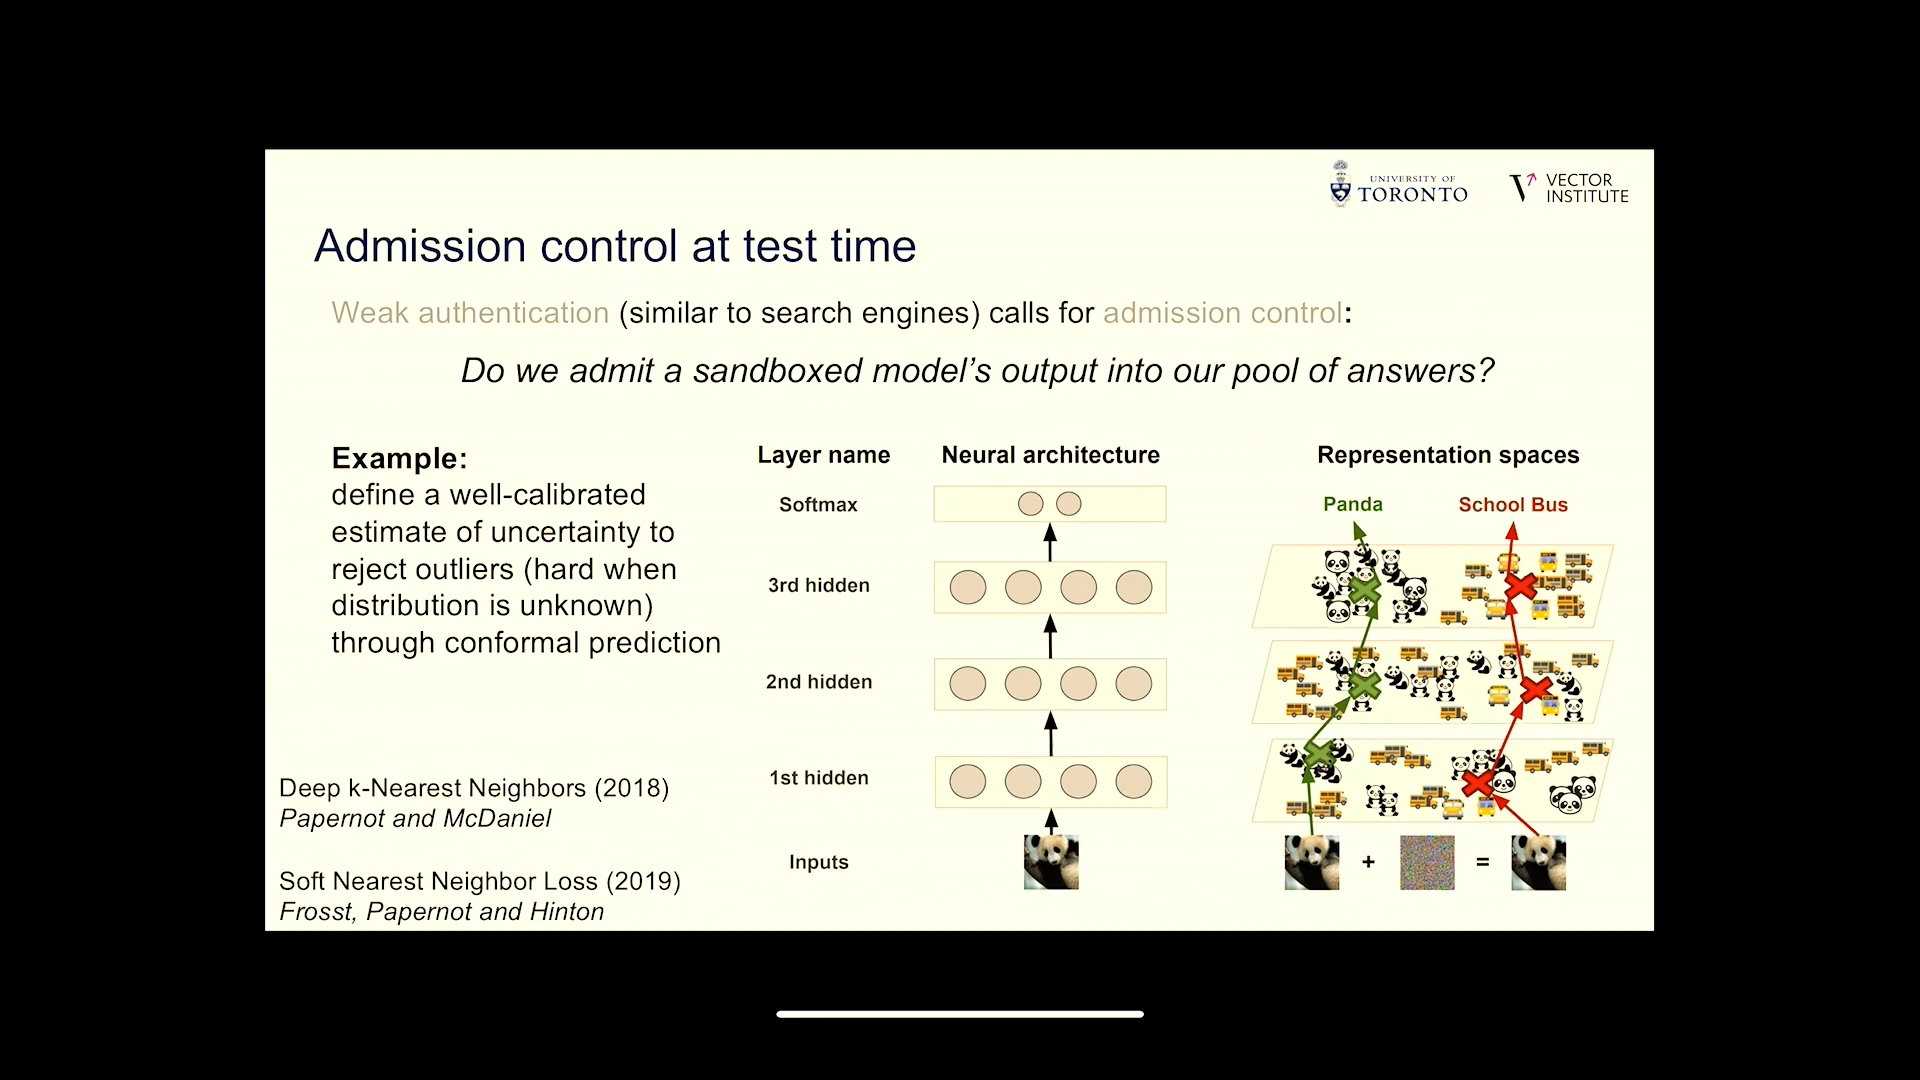 UNIVERSITY OF
TORONTO
VECTOR
INSTITUTE
Admission control at test time
Weak authentication (similar to search engines) calls for admission control:
Do we admit a sandboxed model's output into our pool of answers?
Example:
define a well-calibrated
estimate of uncertainty to
reject outliers (hard when
distribution is unknown)
through conformal prediction
Deep k-Nearest Neighbors (2018)
Papernot and McDaniel
Soft Nearest Neighbor Loss (2019)
Frosst, Papernot and Hinton
Layer name
Neural architecture
Representation spaces
Softmax
Panda
School Bus
3rd hidden
2nd hidden
1st hidden
Inputs
+ =